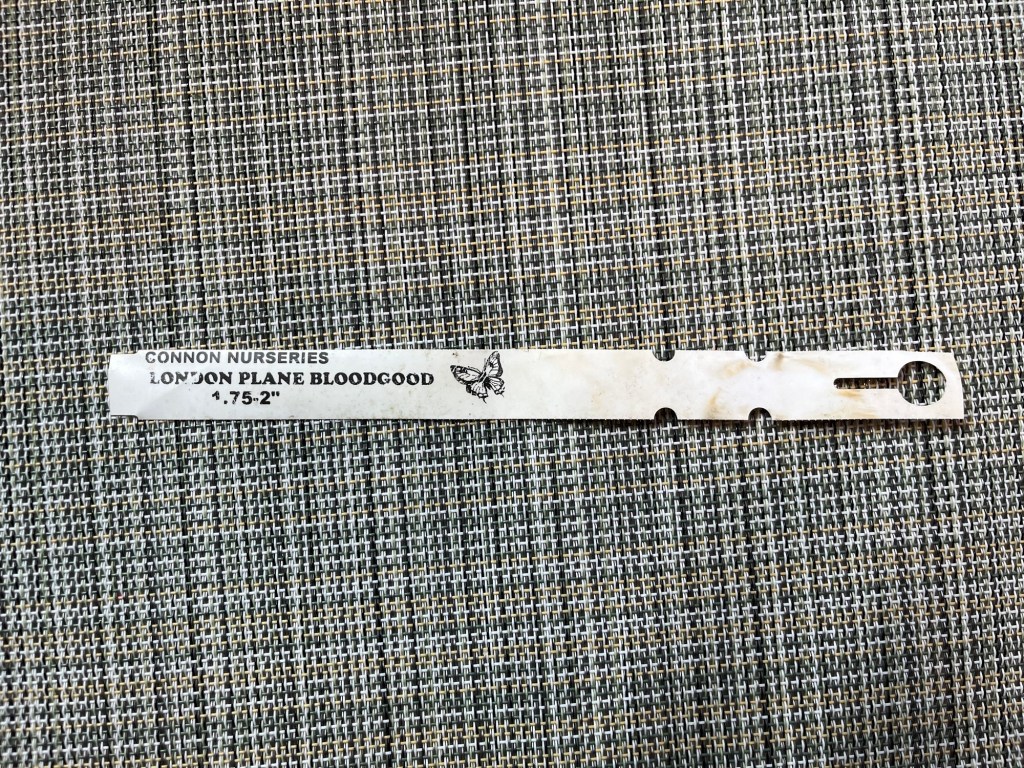 CONNON NURSERIES
LONDON PLANE BLOODGOOD
1.75-2"